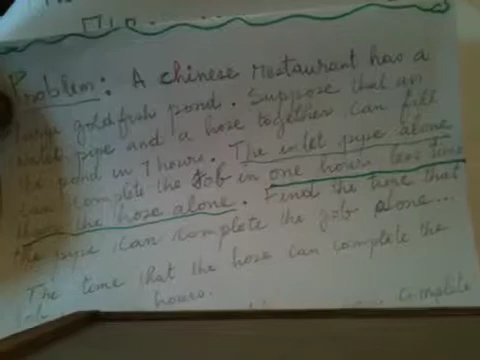 Problem: A chinese restaurant has a
large goldfish pond. Suppose that an
inlet pipe and a hose together can fill
the pond in 7 hours. The inlet pipe alone
can complete the job in one hour less time
than the hose alone. Find the time that
the pipe can complete the job alone...
The time that the hose can complete the
hours.
Complete